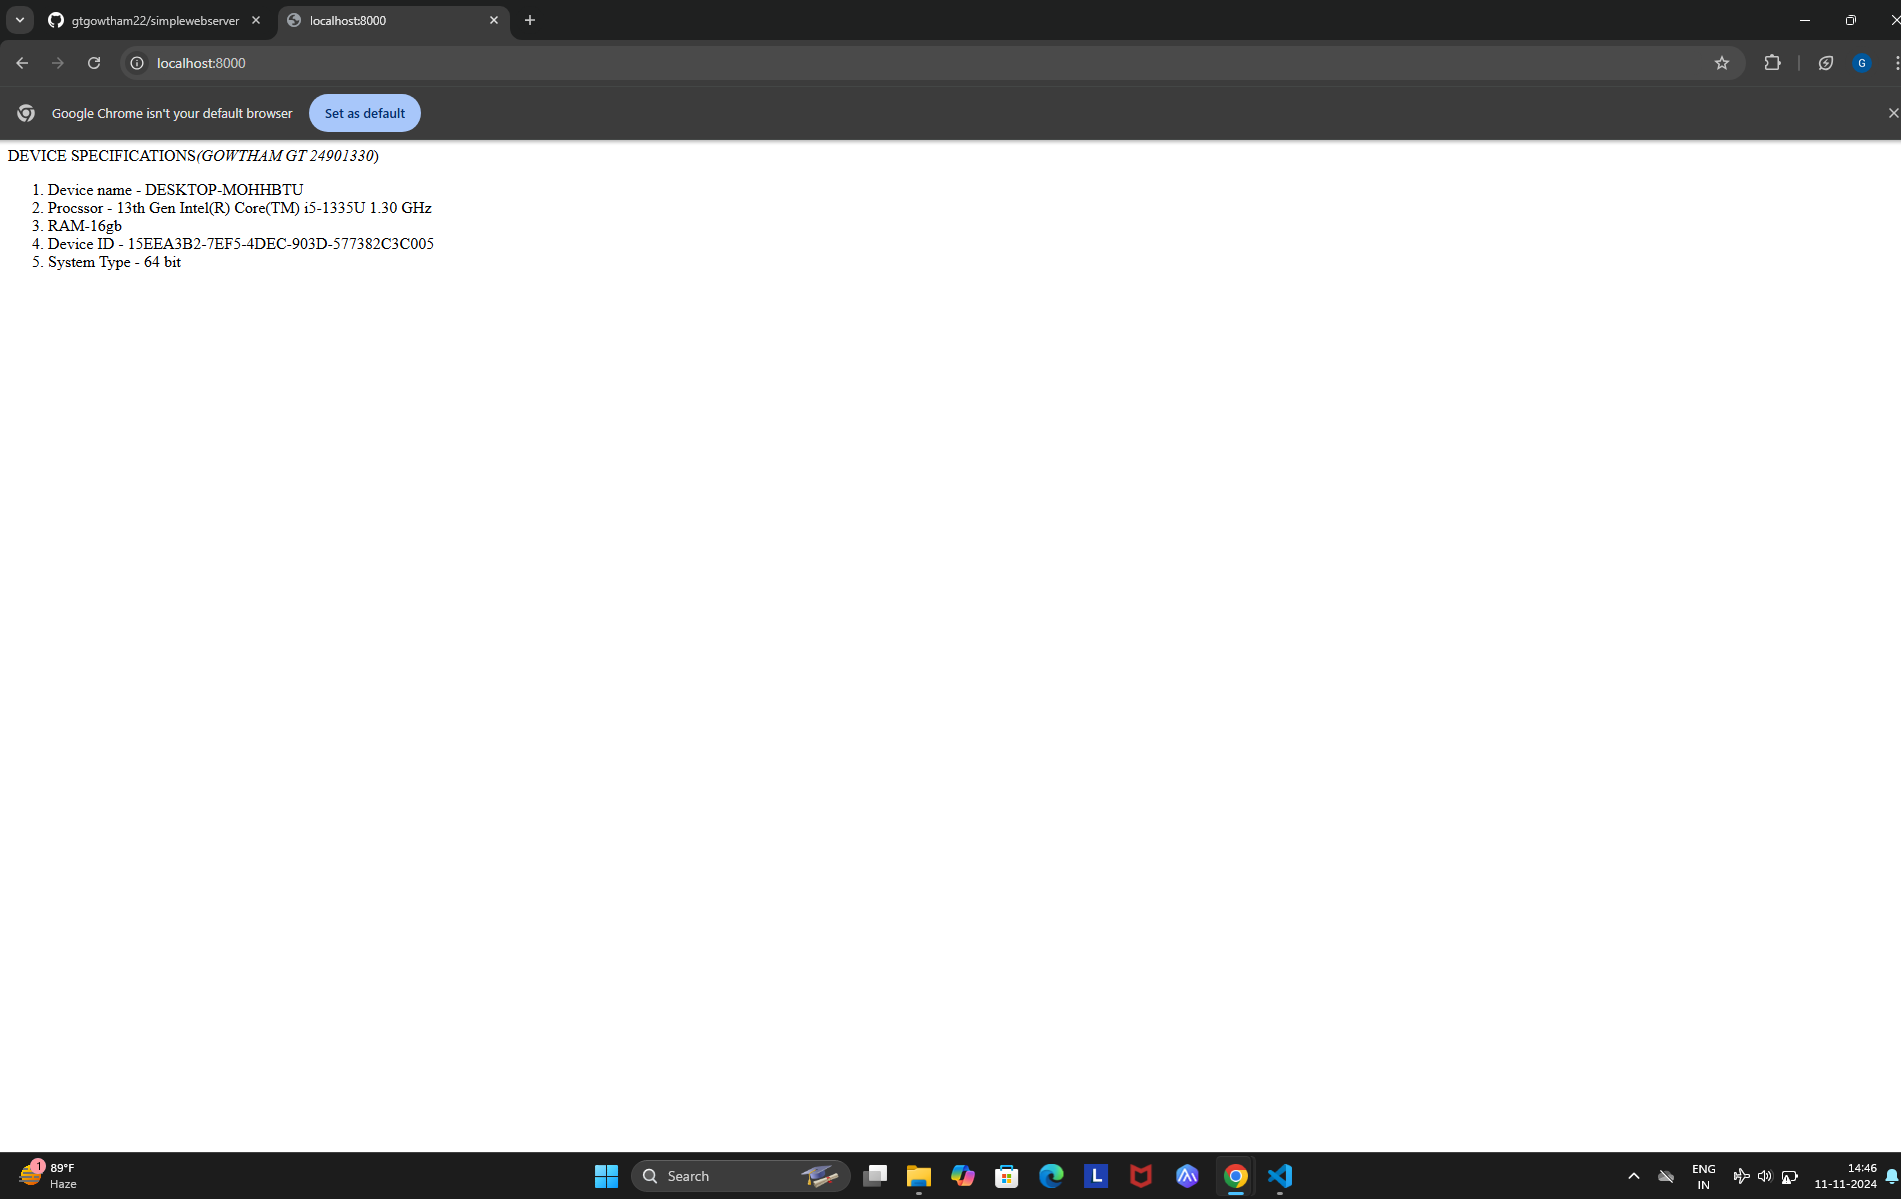 gtgowtham22/simplewebserver
localhost:8000
localhost:8000
G
Google Chrome isn't your default browser
Set as default
DEVICE SPECIFICATIONS(GOWTHAM GT 24901330)
1. Device name - DESKTOP-MOHHBTU
2. Procssor - 13th Gen Intel(R) Core(TM) i5-1335U 1.30 GHz
3. RAM-16gb
4. Device ID - 15EEA3B2-7EF5-4DEC-903D-577382C3C005
5. System Type - 64 bit
1
89°F
Haze
Search
L
ENG
IN
14:46
11-11-2024